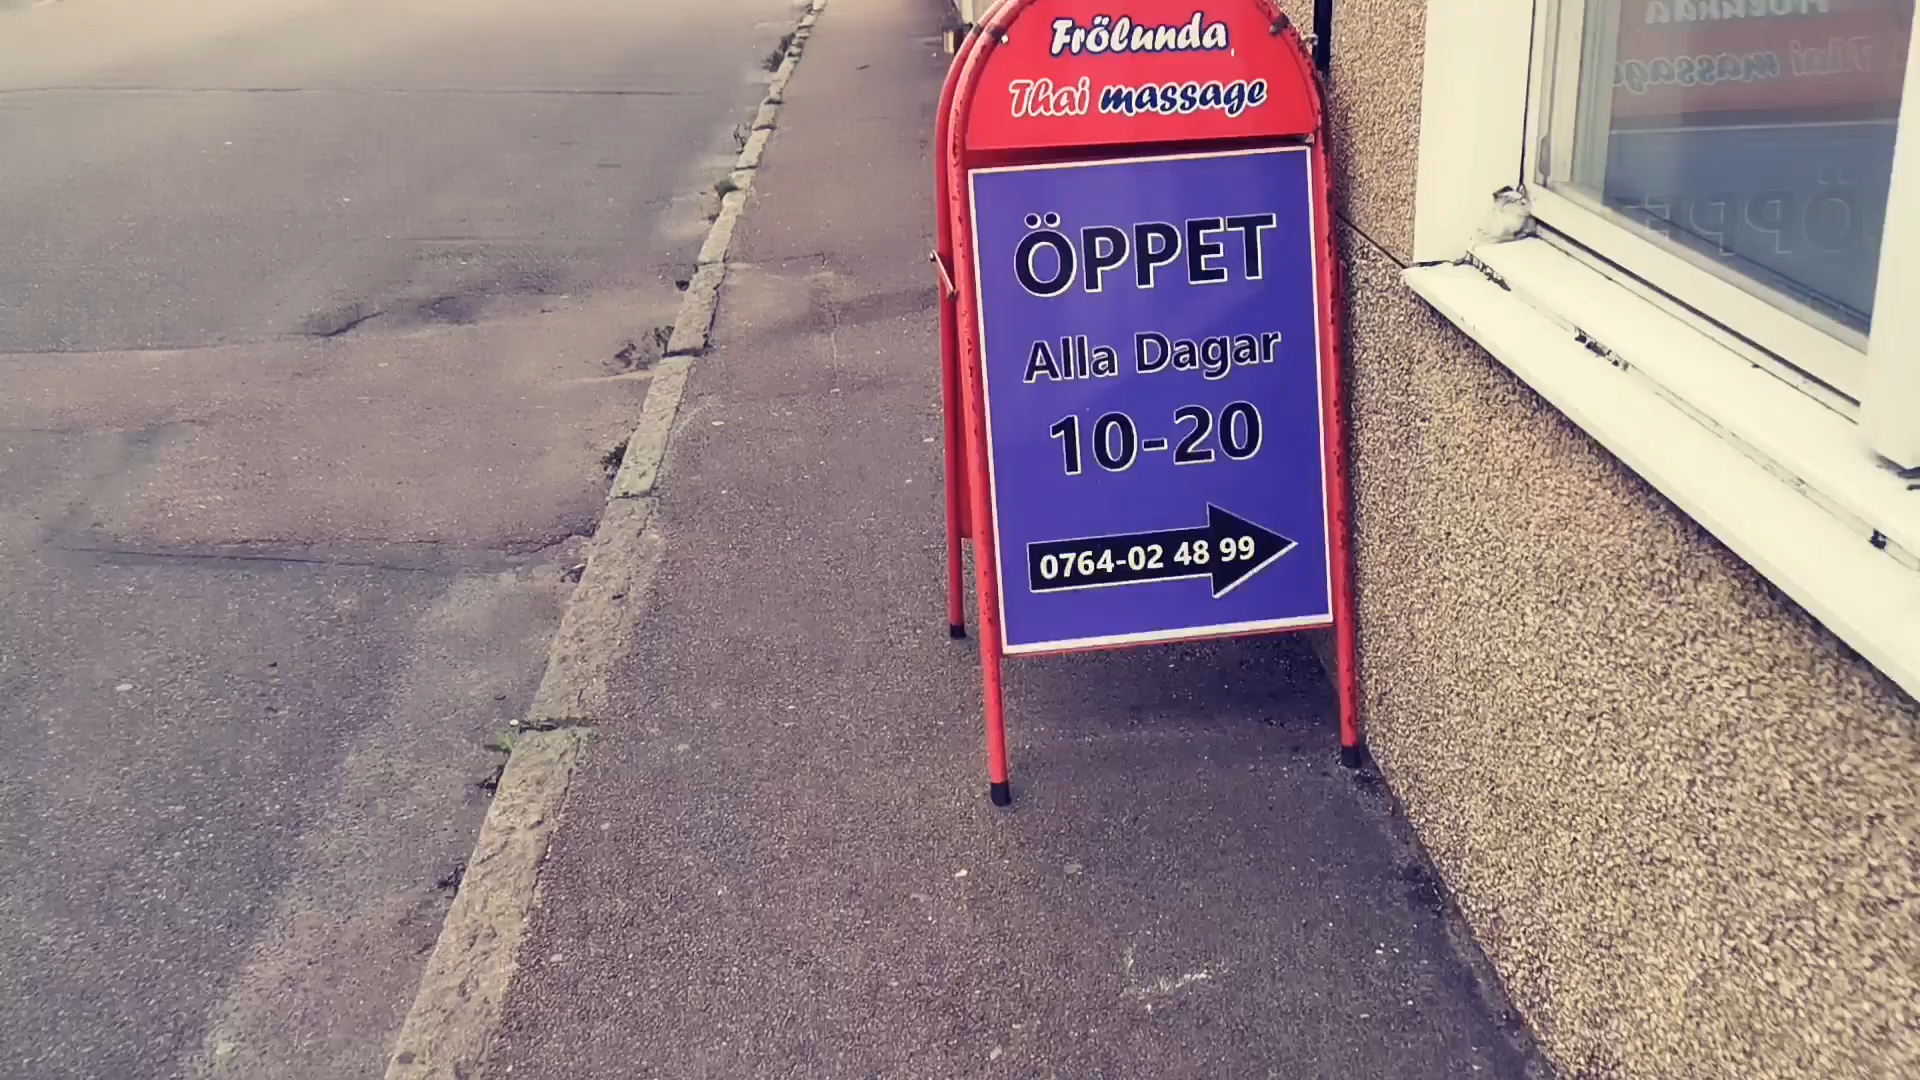 Frölunda
Thai massage
ÖPPET
Alla Dagar
10-20
0764-02 48 99